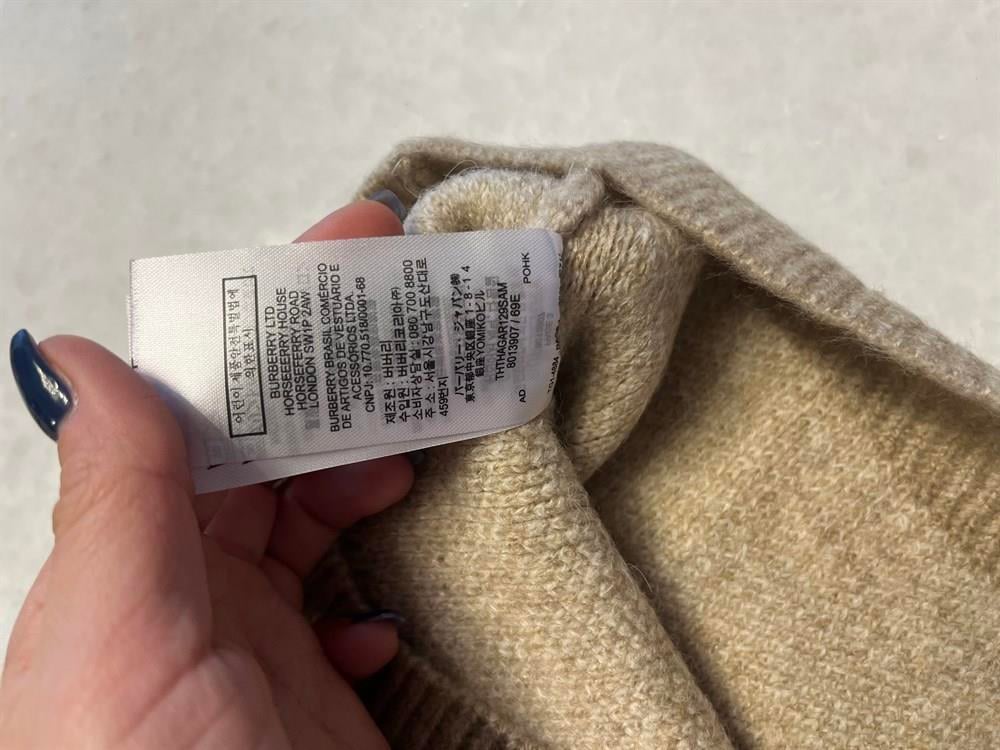 어린이 제품안전특별법에
의한표시
BURBERRY LTD
HORSEFERRY HOUSE
HORSEFERRY ROAD
LONDON SW1P 2AW
BURBERRY BRASIL COMÉRCIO
DE ARTIGOS DE VESTUÁRIO E
ACESSÓRIOS LTDA.
CNPJ: 10.770.518/0001-68
제조원 : 버버리
수입원 : 버버리코리아(주)
소비자상담실 : 080 700 8800
주 소 : 서울시강남구도산대로
459번지
バーバリー・ジャパン㈱
東京都中央区銀座1-8-14
銀座YOMIKOビル
THTHAGAR129SAM
8013907 / 69E
AD
POHK